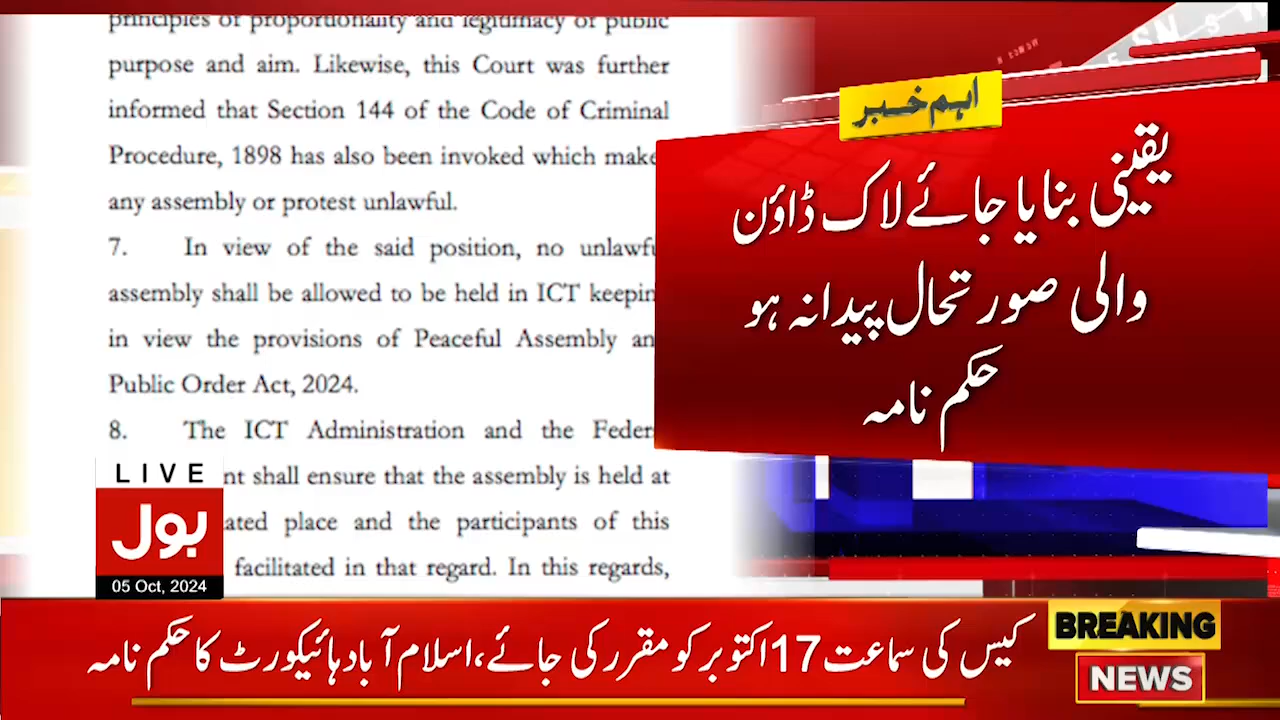 principles of proportionality and legitimacy of public
purpose and aim. Likewise, this Court was further
informed that Section 144 of the Code of Criminal
Procedure, 1898 has also been invoked which make
any assembly or protest unlawful.
7. In view of the said position, no unlawfu
assembly shall be allowed to be held in ICT keepin
in view the provisions of Peaceful Assembly an
Public Order Act, 2024.
8. The ICT Administration and the Feder
nt shall ensure that the assembly is held at
ated place and the participants of this
facilitated in that regard. In this regards,
اہم خبر
یقینی بنایا جائے لاک ڈاؤن
والی صورتحال پیدا نہ ہو
حکم نامہ
LIVE
بول
05 Oct, 2024
کیس کی سماعت 17 اکتوبر کو مقرر کی جائے، اسلام آباد ہائیکورٹ کا حکم نامہ
BREAKING
NEWS